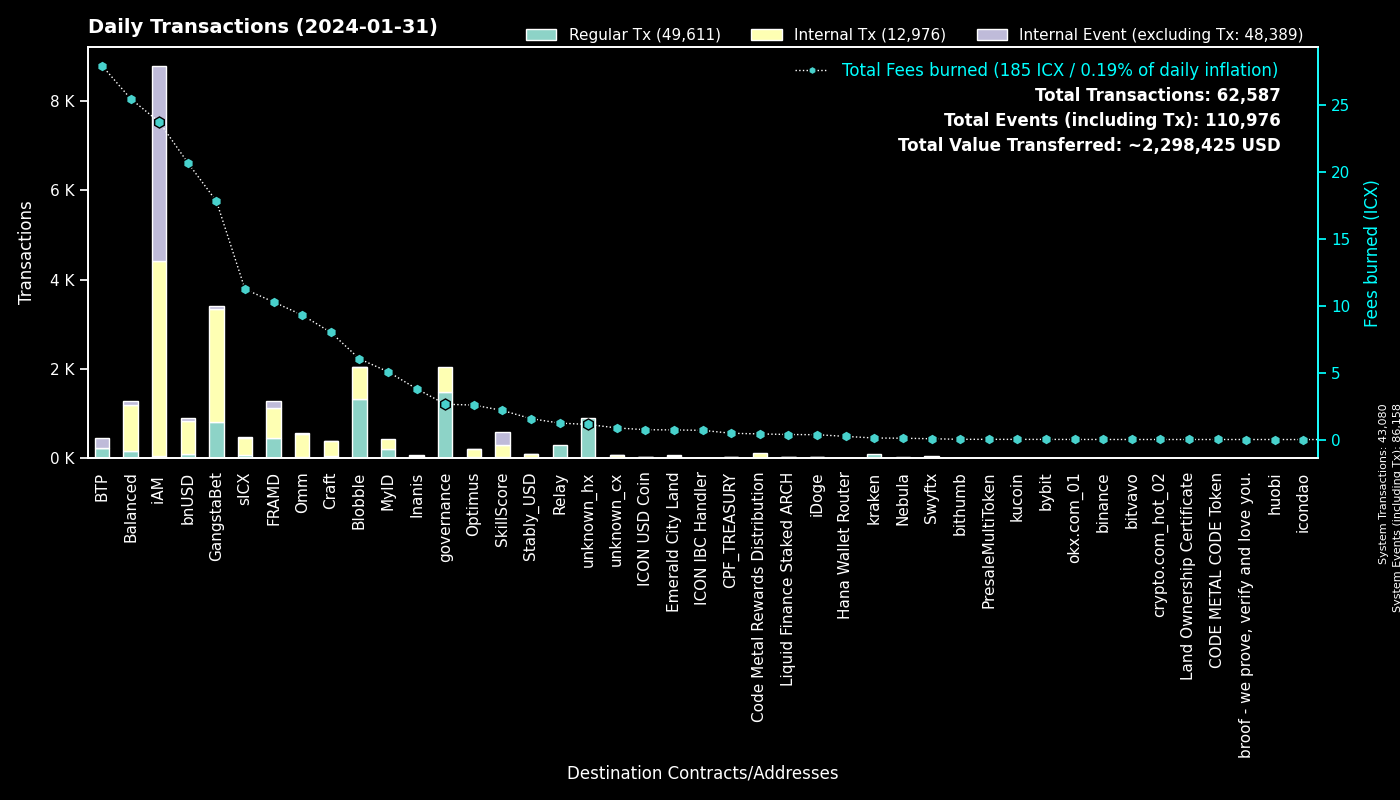 Daily Transactions (2024-01-31)
Regular Tx (49,611)
Internal Tx (12,976)
Internal Event (excluding Tx: 48,389)
Total Fees burned (185 ICX / 0.19% of daily inflation)
Total Transactions: 62,587
Total Events (including Tx): 110,976
Total Value Transferred: ~2,298,425 USD
Transactions
8 K
6 K
4 K
2 K
0 K
25
20
15
10
5
0
Fees burned (ICX)
BTP
Balanced
iAM
bnUSD
GangstaBet
sICX
FRAMD
Omm
Craft
Blobble
MyID
Inanis
governance
Optimus
SkillScore
Stably_USD
Relay
unknown_hx
unknown_cx
ICON USD Coin
Emerald City Land
ICON IBC Handler
CPF_TREASURY
Code Metal Rewards Distribution
Liquid Finance Staked ARCH
iDoge
Hana Wallet Router
kraken
Nebula
Swyftx
bithumb
PresaleMultiToken
kucoin
bybit
okx.com_01
binance
bitvavo
crypto.com_hot_02
Land Ownership Certificate
CODE METAL CODE Token
broof - we prove, verify and love you.
huobi
icondao
Destination Contracts/Addresses
System Transactions: 43,080
System Events (including Tx): 86,158